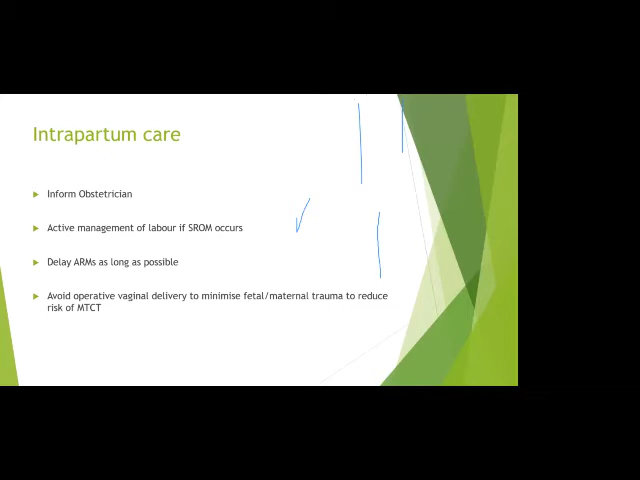 Intrapartum care
Inform Obstetrician
Active management of labour if SROM occurs
Delay ARMs as long as possible
Avoid operative vaginal delivery to minimise fetal/maternal trauma to reduce
risk of MTCT